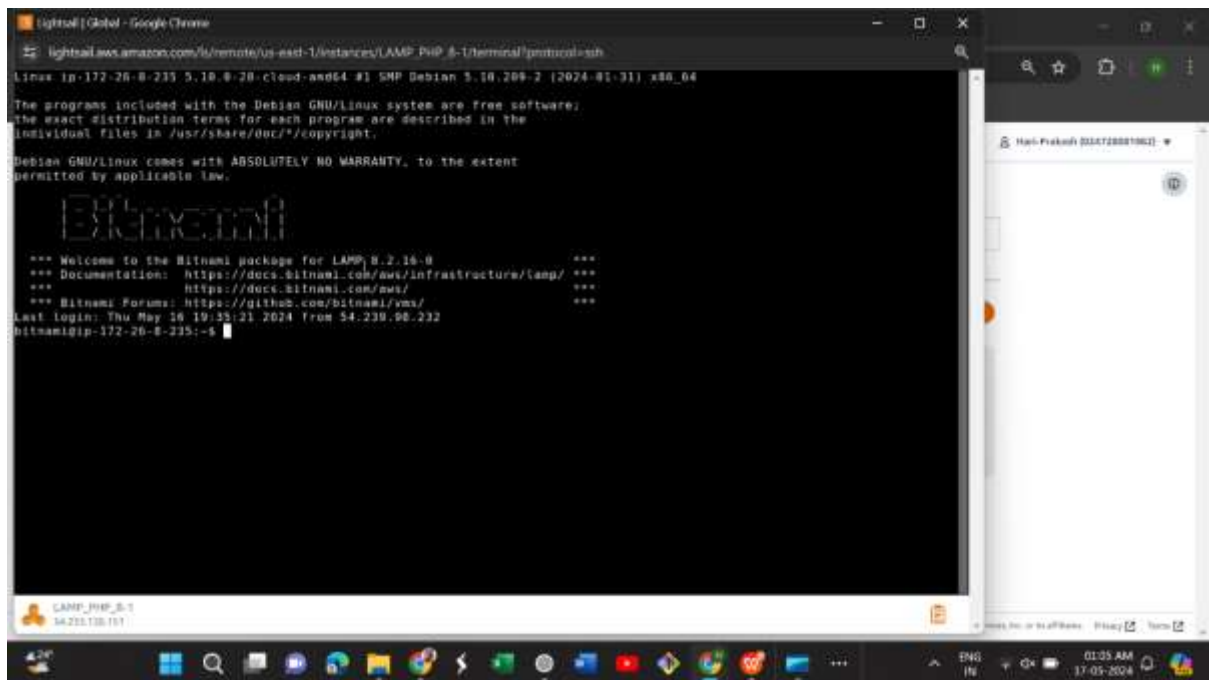 Lightsail | Global - Google Chrome
lightsail.aws.amazon.com/ls/remote/us-east-1/instances/LAMP_PHP_8-1/terminal?protocol=ssh
Linux ip-172-26-8-235 5.10.0-28-cloud-amd64 #1 SMP Debian 5.10.209-2 (2024-01-31) x86_64
The programs included with the Debian GNU/Linux system are free software;
the exact distribution terms for each program are described in the
individual files in /usr/share/doc/*/copyright.
Debian GNU/Linux comes with ABSOLUTELY NO WARRANTY, to the extent
permitted by applicable law.
Bitnami
*** Welcome to the Bitnami package for LAMP 8.2.16-0 ***
*** Documentation: https://docs.bitnami.com/aws/infrastructure/lamp/ ***
*** https://docs.bitnami.com/aws/ ***
*** Bitnami Forums: https://github.com/bitnami/vms/ ***
Last login: Thu May 16 19:35:21 2024 from 54.239.98.232
bitnami@ip-172-26-8-235:~$
LAMP_PHP_8-1
Hari-Prakash
Privacy
Terms
24°
ENG
IN
01:05 AM
17-05-2024